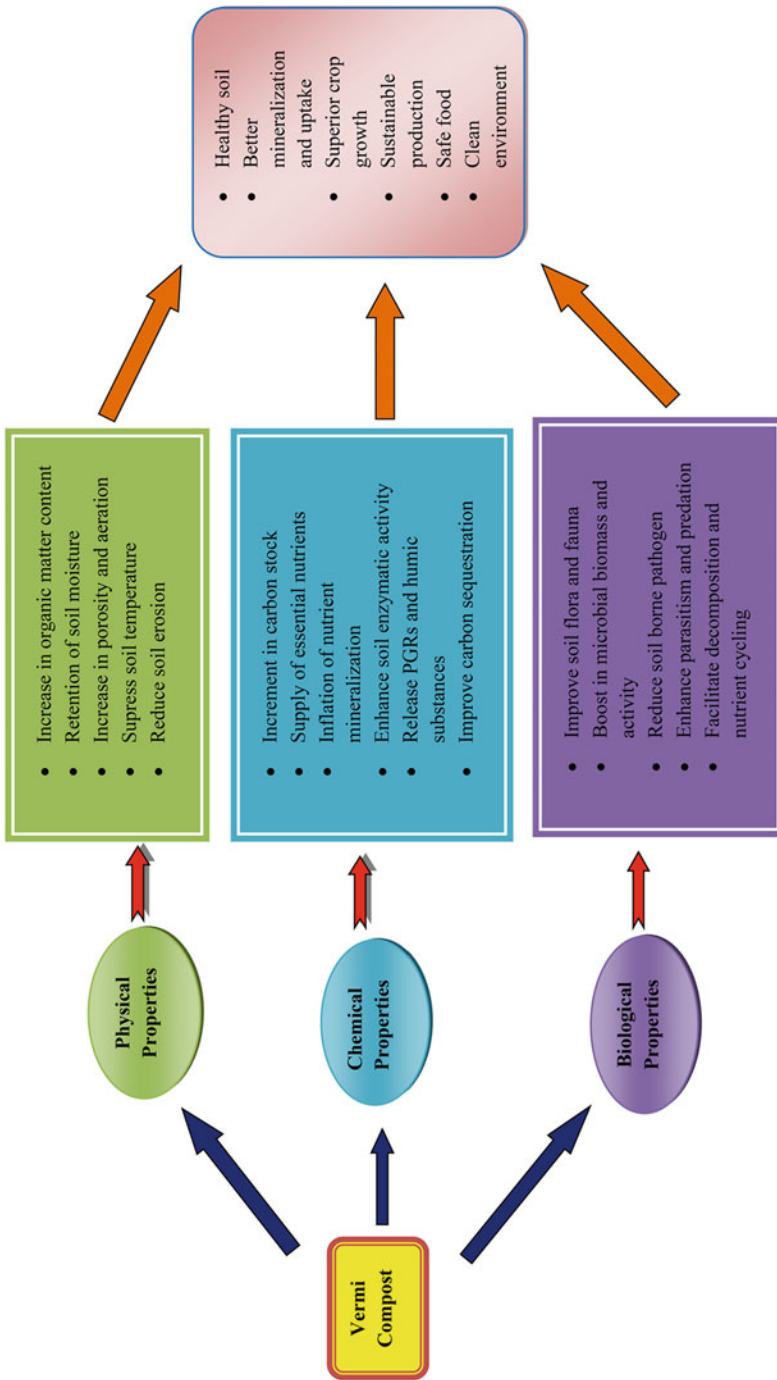 Vermi
Compost
Physical
Properties
• Increase in organic matter content
• Retention of soil moisture
• Increase in porosity and aeration
• Supress soil temperature
• Reduce soil erosion
Chemical
Properties
• Increment in carbon stock
• Supply of essential nutrients
• Inflation of nutrient
mineralization
• Enhance soil enzymatic activity
• Release PGRs and humic
substances
• Improve carbon sequestration
Biological
Properties
• Improve soil flora and fauna
• Boost in microbial biomass and
activity
• Reduce soil borne pathogen
• Enhance parasitism and predation
• Facilitate decomposition and
nutrient cycling
• Healthy soil
• Better
mineralization
and uptake
• Superior crop
growth
• Sustainable
production
• Safe food
• Clean
environment